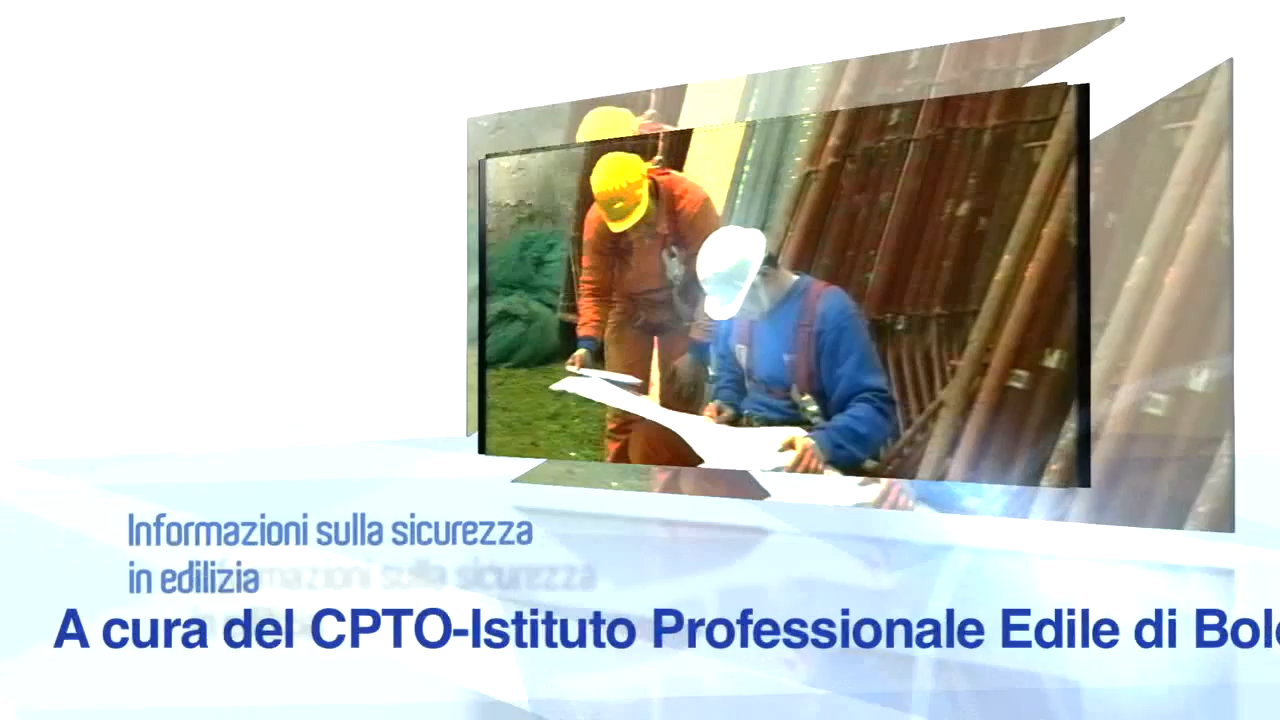 Informazioni sulla sicurezza
in edilizia
A cura del CPTO-Istituto Professionale Edile di